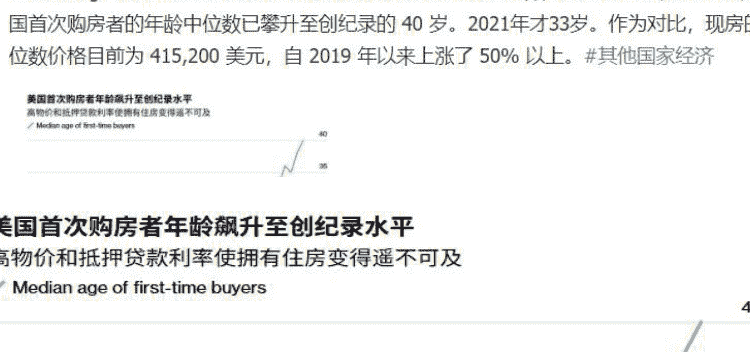 国首次购房者的年龄中位数已攀升至创纪录的 40 岁。2021年才33岁。作为对比，现房的
位数价格目前为 415,200 美元，自 2019 年以来上涨了 50% 以上。#其他国家经济
美国首次购房者年龄飙升至创纪录水平
高物价和抵押贷款利率使拥有住房变得遥不可及
Median age of first-time buyers
40
35
美国首次购房者年龄飙升至创纪录水平
高物价和抵押贷款利率使拥有住房变得遥不可及
Median age of first-time buyers
4